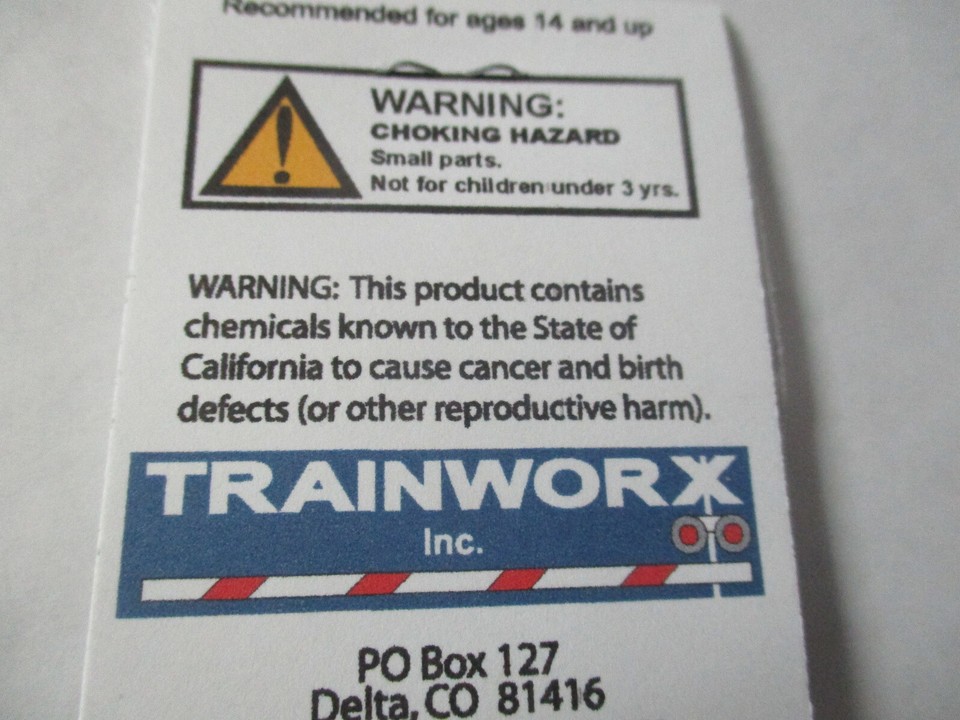 Recommended for ages 14 and up
WARNING:
CHOKING HAZARD
Small parts.
Not for children under 3 yrs.
WARNING: This product contains
chemicals known to the State of
California to cause cancer and birth
defects (or other reproductive harm).
TRAINWORX
Inc.
PO Box 127
Delta, CO 81416